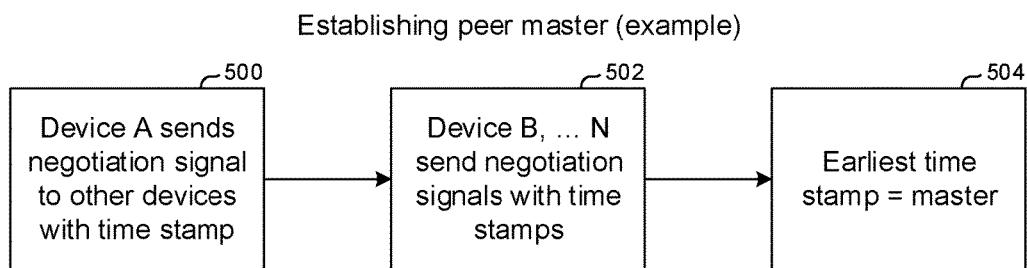 Establishing peer master (example)
500
Device A sends
negotiation signal
to other devices
with time stamp
502
Device B, ... N
send negotiation
signals with time
stamps
504
Earliest time
stamp = master